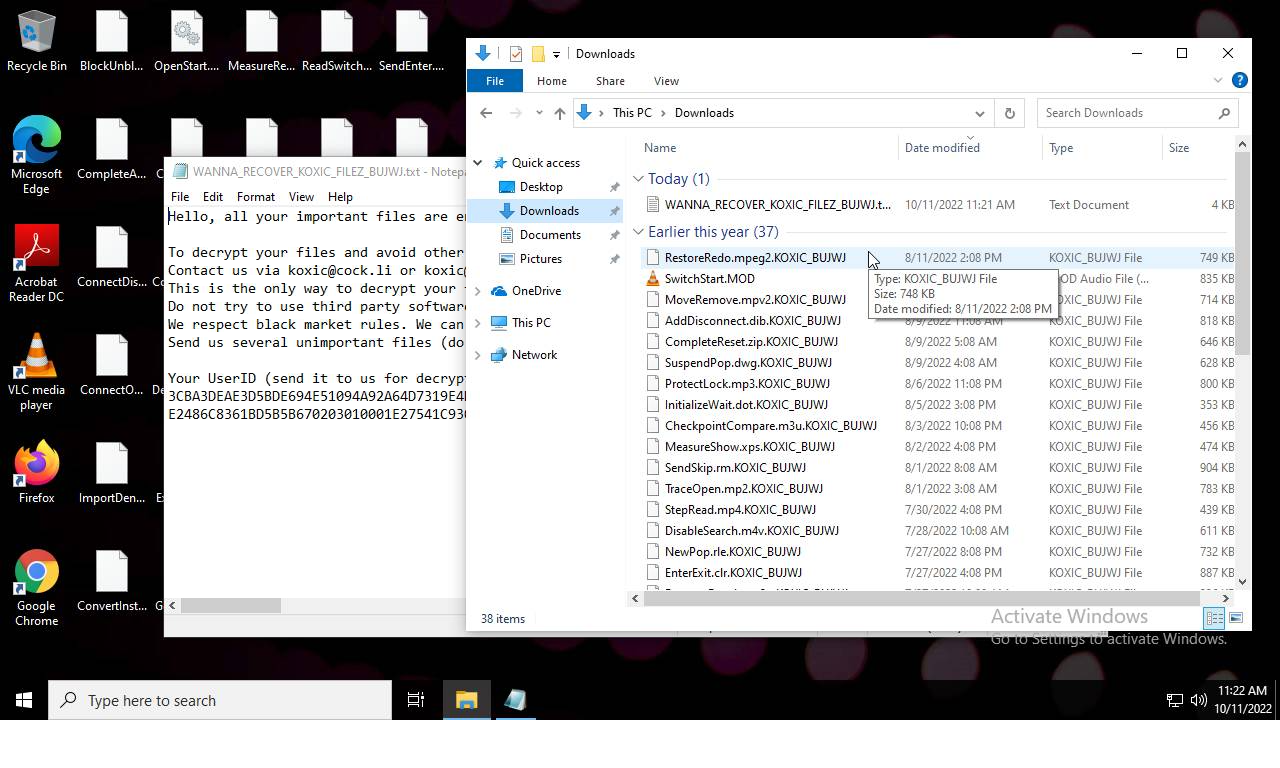 Recycle Bin
BlockUnbl...
OpenStart....
MeasureRe...
ReadSwitch...
SendEnter....
Microsoft
Edge
CompleteA...
Acrobat
Reader DC
ConnectDis...
VLC media
player
ConnectO...
Firefox
ImportDen...
Google
Chrome
ConvertInst...
WANNA_RECOVER_KOXIC_FILEZ_BUJWJ.txt - Notepa
File Edit Format View Help
Hello, all your important files are en
To decrypt your files and avoid other
Contact us via koxic@cock.li or koxic@
This is the only way to decrypt your
Do not try to use third party software
We respect black market rules. We can
Send us several unimportant files (do
Your UserID (send it to us for decrypt
3CBA3DEAE3D5BDE694E51094A92A64D7319E4
E2486C8361BD5B5B670203010001E27541C93
Downloads
File Home Share View
This PC > Downloads
Search Downloads
Quick access
Desktop
Downloads
Documents
Pictures
OneDrive
This PC
Network
Name Date modified Type Size
Today (1)
WANNA_RECOVER_KOXIC_FILEZ_BUJWJ.t... 10/11/2022 11:21 AM Text Document 4 KB
Earlier this year (37)
RestoreRedo.mpeg2.KOXIC_BUJWJ 8/11/2022 2:08 PM KOXIC_BUJWJ File 749 KB
SwitchStart.MOD OD Audio File (... 835 KB
MoveRemove.mpv2.KOXIC_BUJWJ KOXIC_BUJWJ File 714 KB
AddDisconnect.dib.KOXIC_BUJWJ 8/9/2022 11:08 AM KOXIC_BUJWJ File 818 KB
CompleteReset.zip.KOXIC_BUJWJ 8/9/2022 5:08 AM KOXIC_BUJWJ File 646 KB
SuspendPop.dwg.KOXIC_BUJWJ 8/9/2022 4:08 AM KOXIC_BUJWJ File 628 KB
ProtectLock.mp3.KOXIC_BUJWJ 8/6/2022 11:08 PM KOXIC_BUJWJ File 800 KB
InitializeWait.dot.KOXIC_BUJWJ 8/5/2022 3:08 PM KOXIC_BUJWJ File 353 KB
CheckpointCompare.m3u.KOXIC_BUJWJ 8/3/2022 10:08 PM KOXIC_BUJWJ File 456 KB
MeasureShow.xps.KOXIC_BUJWJ 8/2/2022 4:08 PM KOXIC_BUJWJ File 474 KB
SendSkip.rm.KOXIC_BUJWJ 8/1/2022 8:08 AM KOXIC_BUJWJ File 904 KB
TraceOpen.mp2.KOXIC_BUJWJ 8/1/2022 3:08 AM KOXIC_BUJWJ File 783 KB
StepRead.mp4.KOXIC_BUJWJ 7/30/2022 4:08 PM KOXIC_BUJWJ File 439 KB
DisableSearch.m4v.KOXIC_BUJWJ 7/28/2022 10:08 AM KOXIC_BUJWJ File 611 KB
NewPop.rle.KOXIC_BUJWJ 7/27/2022 8:08 PM KOXIC_BUJWJ File 732 KB
EnterExit.clr.KOXIC_BUJWJ 7/27/2022 4:08 PM KOXIC_BUJWJ File 887 KB
Type: KOXIC_BUJWJ File
Size: 748 KB
Date modified: 8/11/2022 2:08 PM
38 items
Activate Windows
Go to Settings to activate Windows.
Type here to search
11:22 AM
10/11/2022